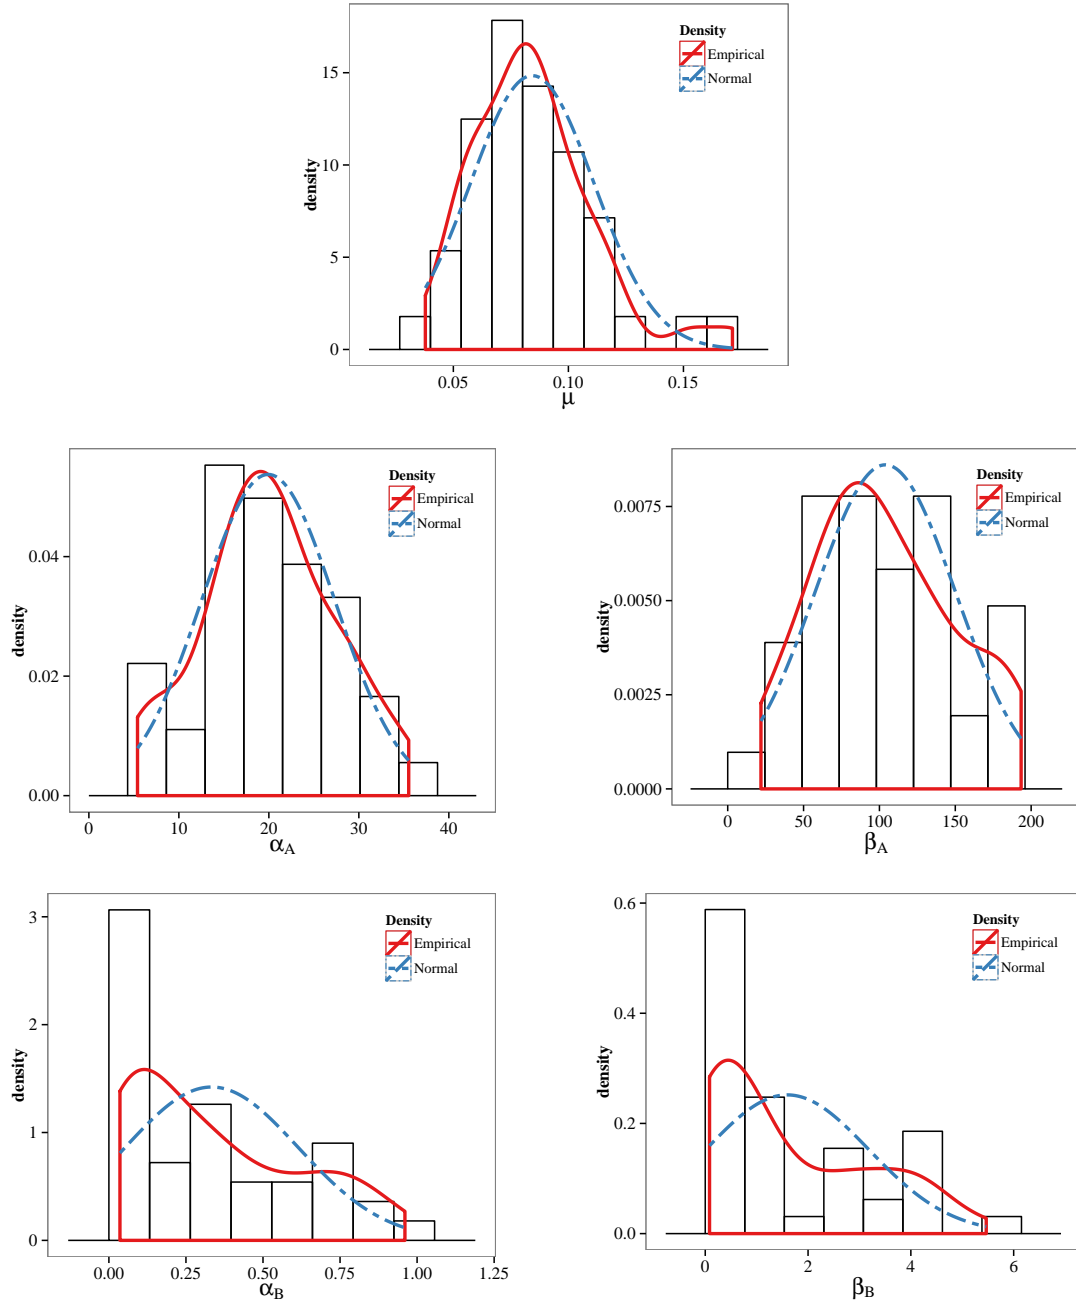 Density
Empirical
Normal
15
10
5
0
density
0.05 0.10 0.15
μ
Density
Empirical
Normal
0.04
0.02
0.00
density
0 10 20 30 40
α_A
Density
Empirical
Normal
0.0075
0.0050
0.0025
0.0000
density
0 50 100 150 200
β_A
Density
Empirical
Normal
3
2
1
0
density
0.00 0.25 0.50 0.75 1.00 1.25
α_B
Density
Empirical
Normal
0.6
0.4
0.2
0.0
density
0 2 4 6
β_B